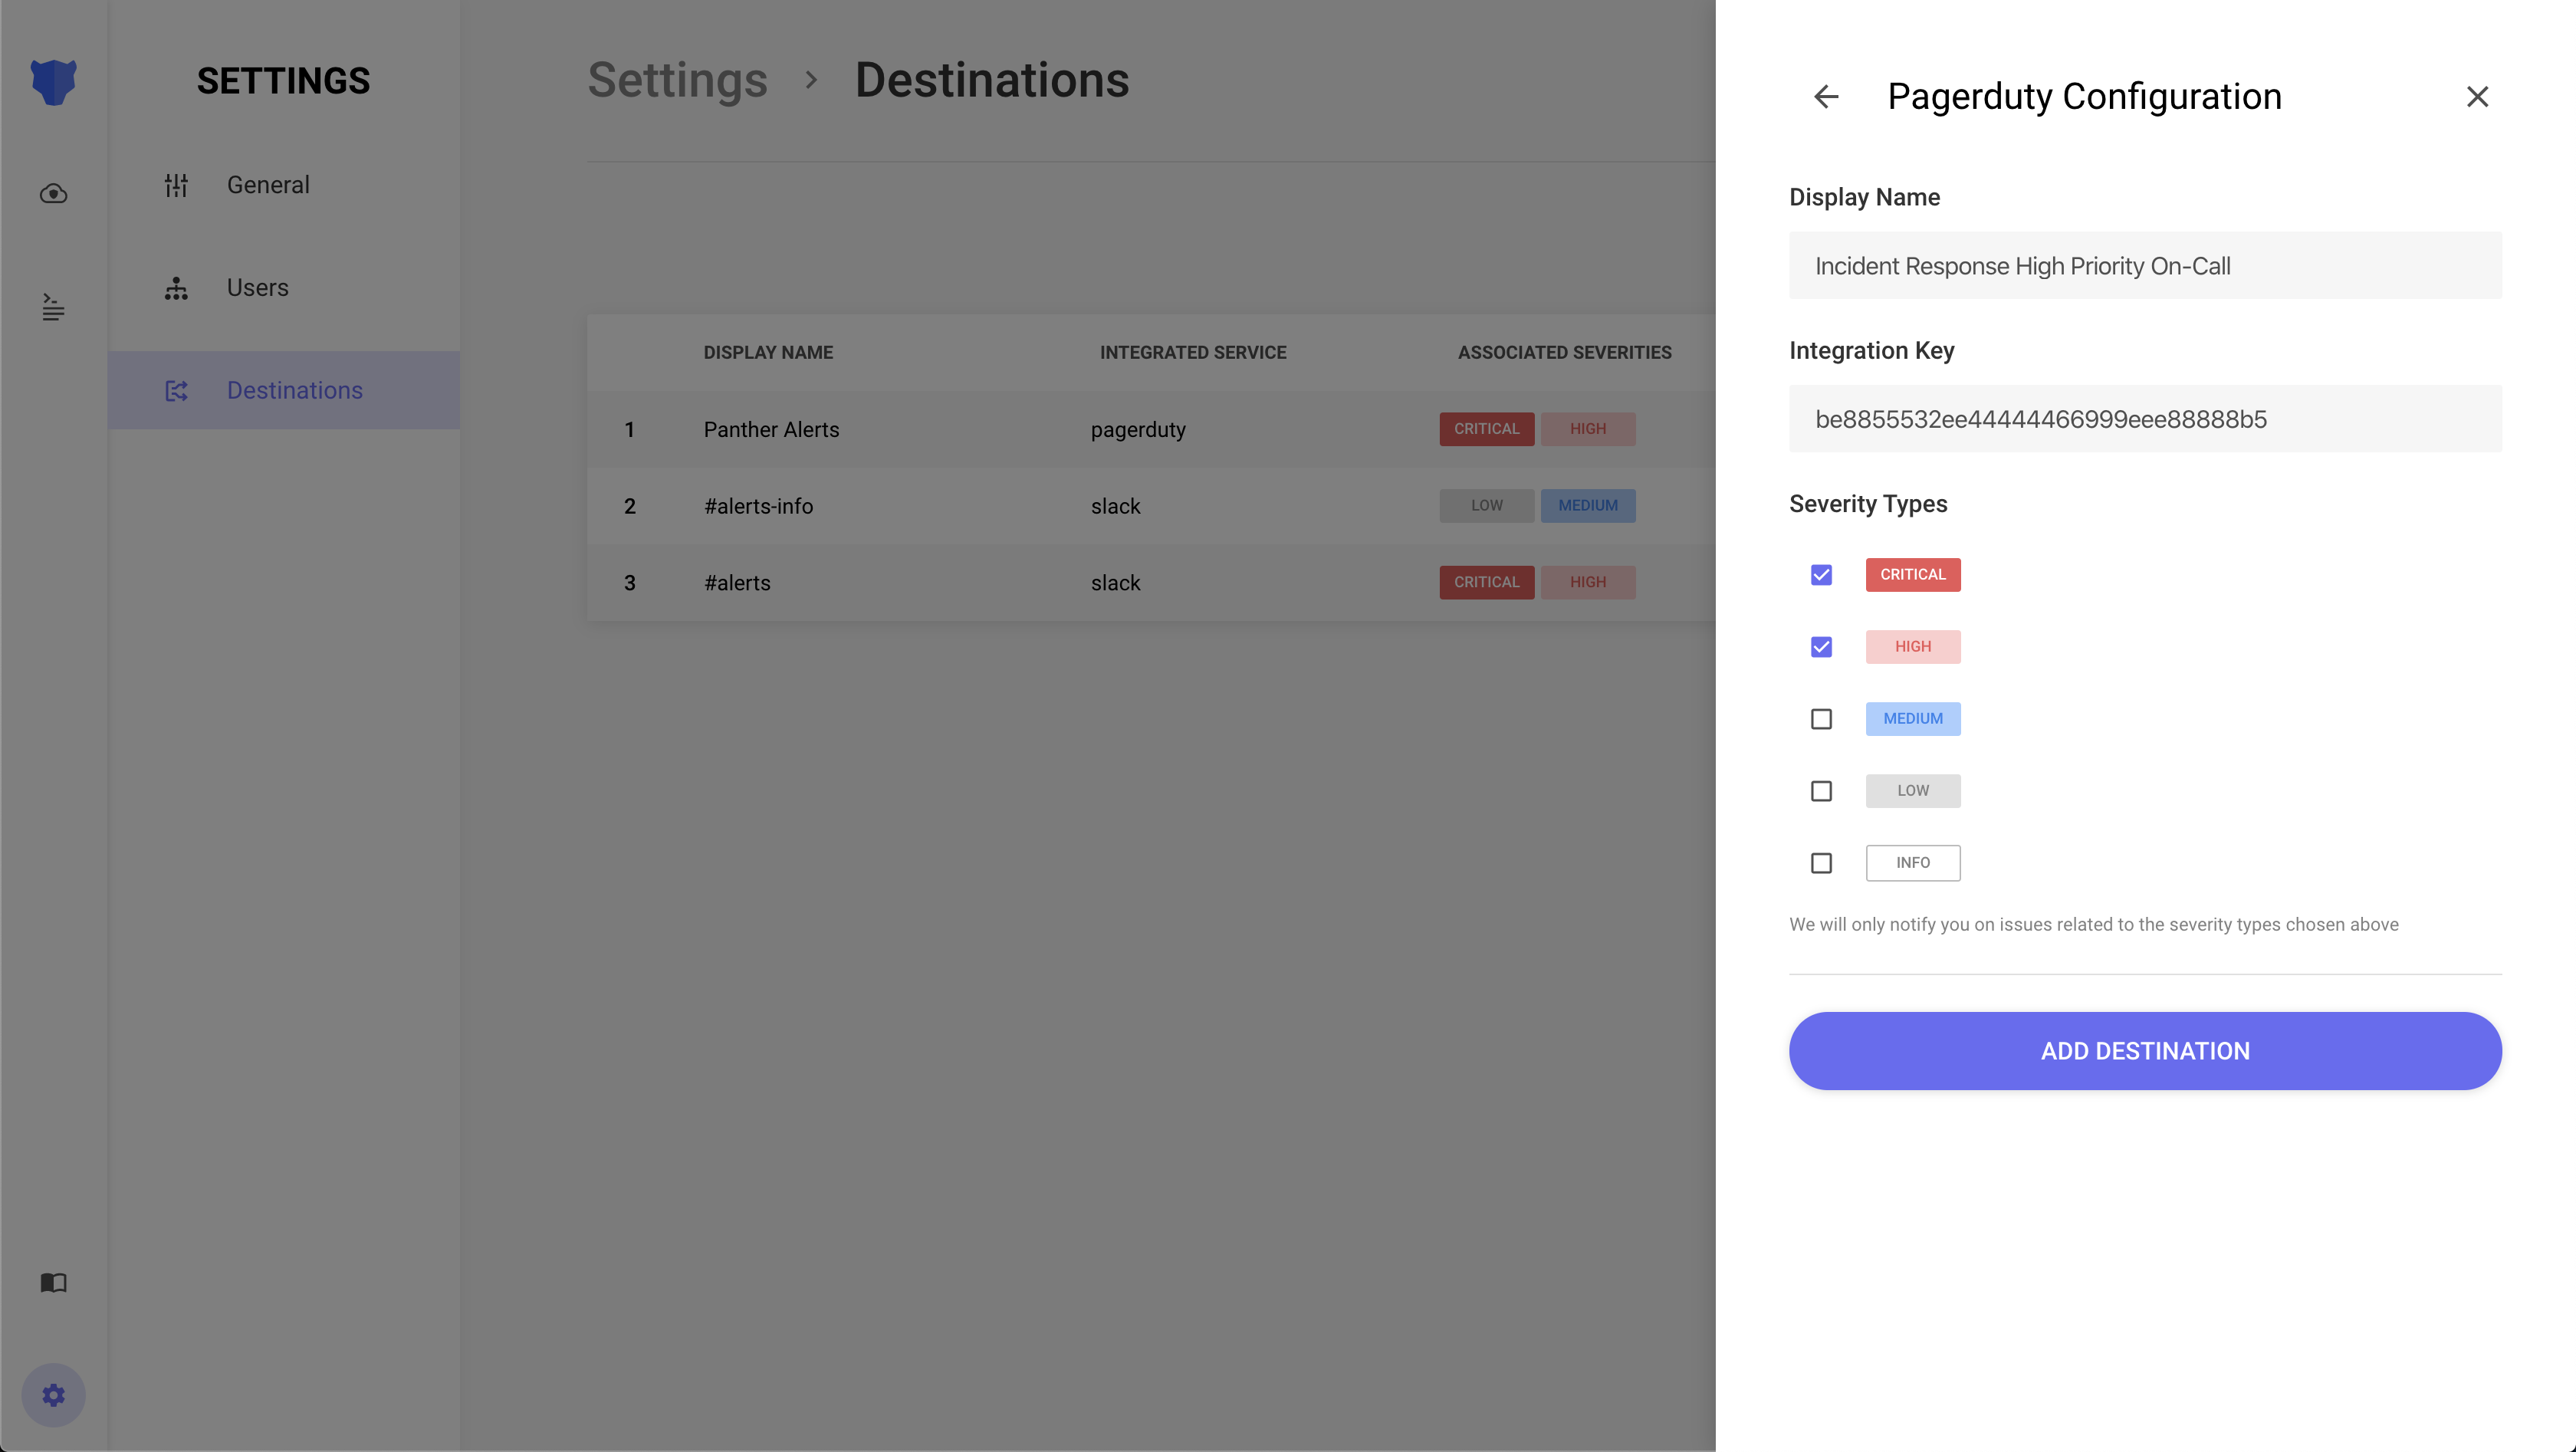 SETTINGS
General
Users
Destinations
Settings > Destinations
DISPLAY NAME INTEGRATED SERVICE ASSOCIATED SEVERITIES
1 Panther Alerts pagerduty CRITICAL HIGH
2 #alerts-info slack LOW MEDIUM
3 #alerts slack CRITICAL HIGH
Pagerduty Configuration
Display Name
Incident Response High Priority On-Call
Integration Key
be8855532ee44444466999eee88888b5
Severity Types
CRITICAL
HIGH
MEDIUM
LOW
INFO
We will only notify you on issues related to the severity types chosen above
ADD DESTINATION